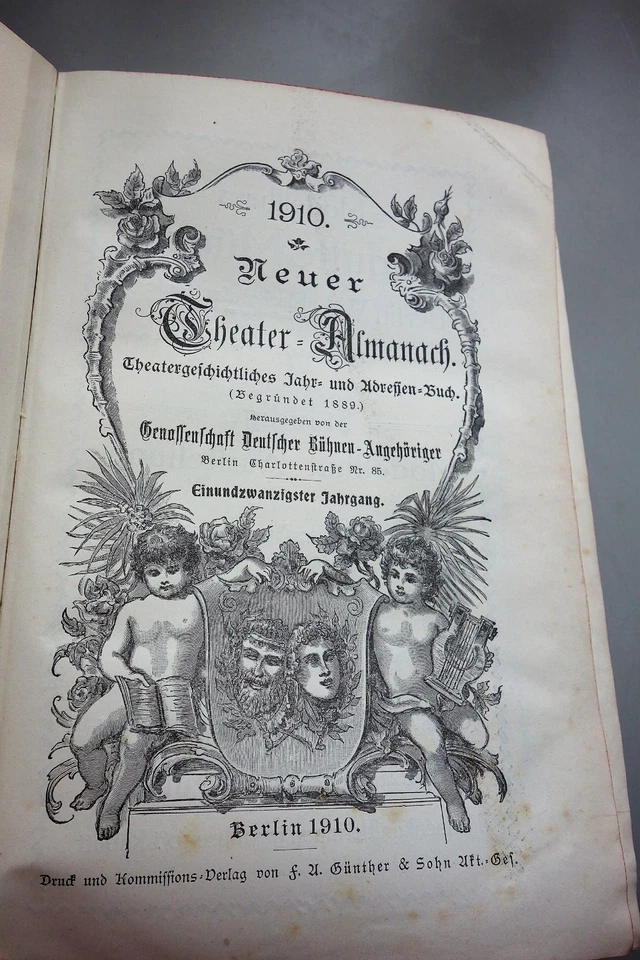 1910.
Neuer
Theater-Almanach.
Theatergeschichtliches Jahr- und Adressen-Buch.
(Begründet 1889.)
Herausgegeben von der
Genossenschaft Deutscher Bühnen-Angehöriger
Berlin Charlottenstraße Nr. 85.
Einundzwanzigster Jahrgang.
Berlin 1910.
Druck und Kommissions-Verlag von F. A. Günther & Sohn Akt.-Ges.